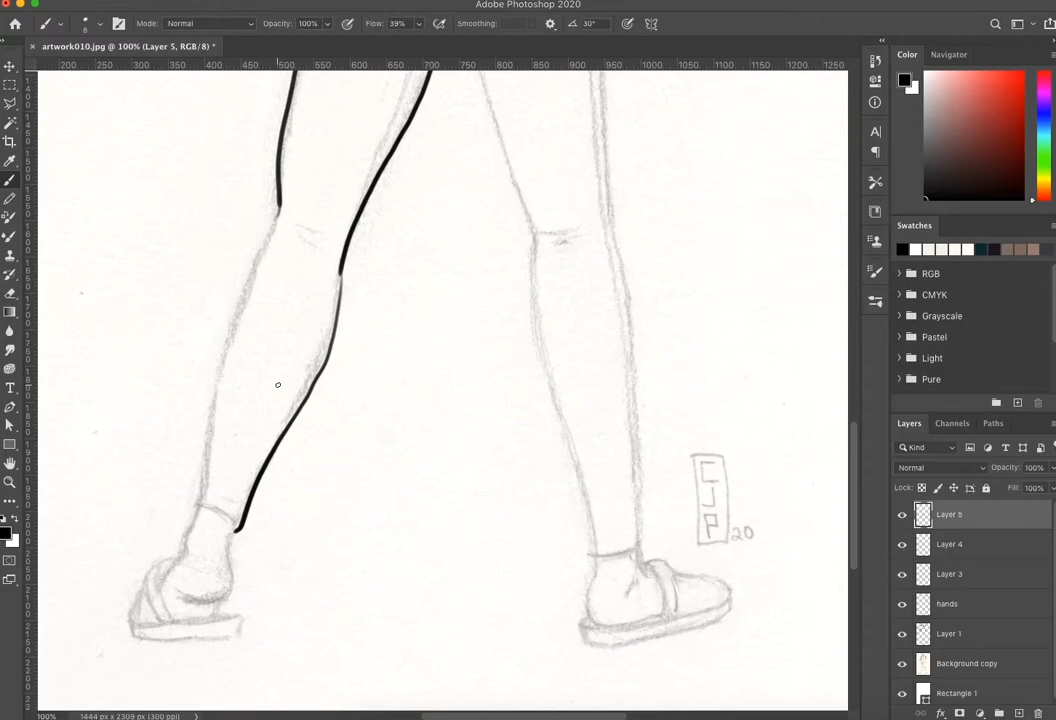 Adobe Photoshop 2020
8
Mode: Normal
Opacity: 100%
Flow: 39%
Smoothing:
30°
artwork010.jpg @ 100% (Layer 5, RGB/8) *
200 250 300 350 400 450 500 550 600 650 700 750 800 850 900 950 1000 1050 1100 1150 1200 1250
Color
Navigator
Swatches
RGB
CMYK
Grayscale
Pastel
Light
Pure
Layers
Channels
Paths
Kind
Normal
Opacity: 100%
Lock:
Fill: 100%
Layer 5
Layer 4
Layer 3
hands
Layer 1
Background copy
Rectangle 1
fx
C
J
P
20
100%
1444 px x 2309 px (300 ppi)